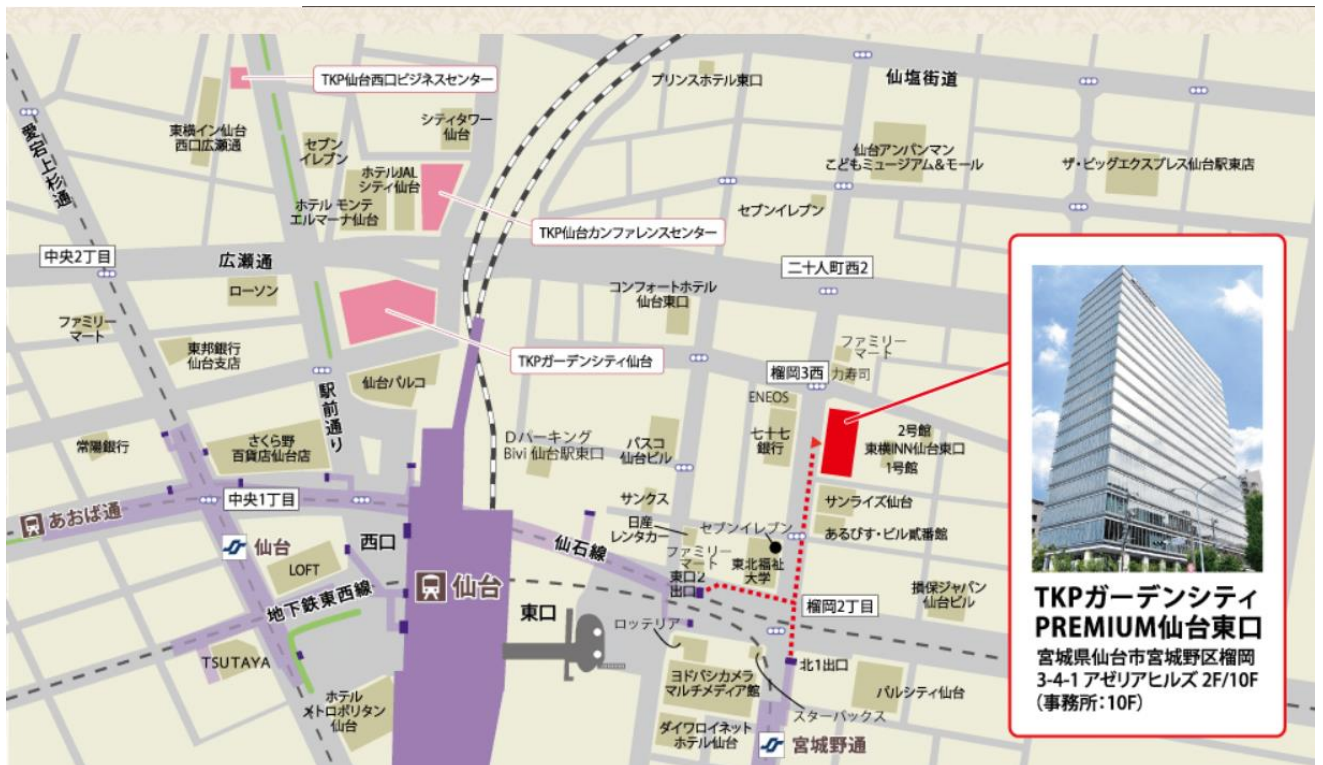 TKP仙台西口ビジネスセンター
プリンスホテル東口
仙塩街道
愛宕上杉通
東横イン仙台
西口広瀬通
セブン
イレブン
シティタワー
仙台
ホテルJAL
シティ仙台
ホテル モンテ
エルマーナ仙台
仙台アンパンマン
こどもミュージアム&モール
ザ・ビッグエクスプレス仙台駅東店
セブンイレブン
TKP仙台カンファレンスセンター
中央2丁目
広瀬通
二十人町西2
ローソン
コンフォートホテル
仙台東口
ファミリー
マート
東邦銀行
仙台支店
TKPガーデンシティ仙台
ファミリー
マート
榴岡3西
力寿司
仙台パルコ
駅前通り
ENEOS
常陽銀行
さくら野
百貨店仙台店
Dパーキング
Bivi 仙台駅東口
パスコ
仙台ビル
七十七
銀行
2号館
東横INN仙台東口
1号館
中央1丁目
サンクス
サンライズ仙台
あおば通
日産
レンタカー
セブンイレブン
あるびす・ビル貮番館
仙台
西口
仙石線
ファミリー
マート
東北福祉
大学
LOFT
東口2
出口
仙台
地下鉄東西線
東口
榴岡2丁目
損保ジャパン
仙台ビル
ロッテリア
TSUTAYA
北1出口
ホテル
メトロポリタン
仙台
ヨドバシカメラ
マルチメディア館
パルシティ仙台
スターバックス
ダイワロイネット
ホテル仙台
宮城野通
TKPガーデンシティ
PREMIUM仙台東口
宮城県仙台市宮城野区榴岡
3-4-1 アゼリアヒルズ 2F/10F
(事務所:10F)